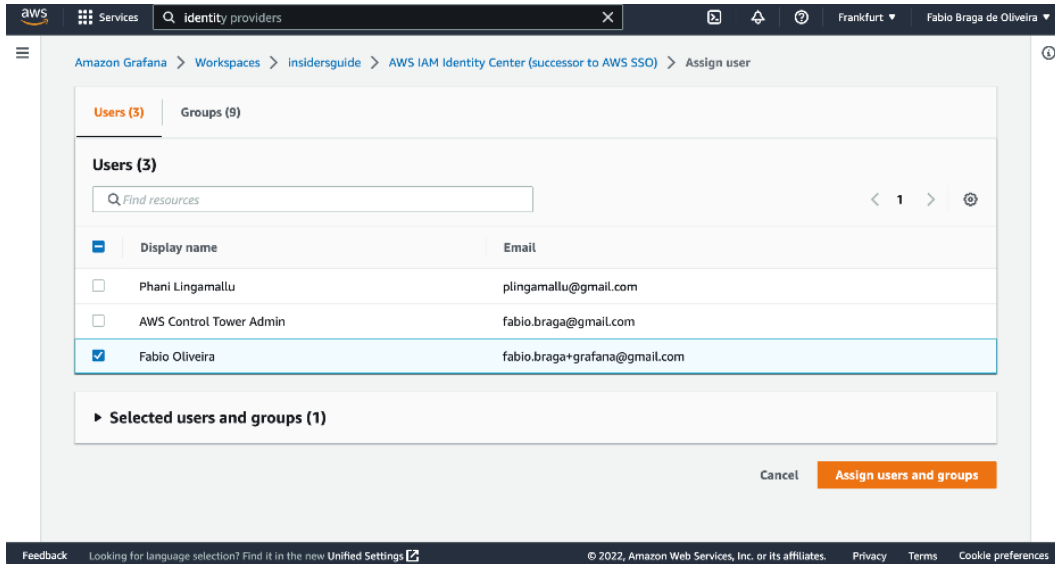 aws Services identity providers Frankfurt ▼ Fabio Braga de Oliveira ▼
Amazon Grafana > Workspaces > insidersguide > AWS IAM Identity Center (successor to AWS SSO) > Assign user
Users (3) Groups (9)
Users (3)
Find resources < 1 >
Display name Email
Phani Lingamallu plingamallu@gmail.com
AWS Control Tower Admin fabio.braga@gmail.com
Fabio Oliveira fabio.braga+grafana@gmail.com
▶ Selected users and groups (1)
Cancel Assign users and groups
Feedback Looking for language selection? Find it in the new Unified Settings © 2022, Amazon Web Services, Inc. or its affiliates. Privacy Terms Cookie preferences